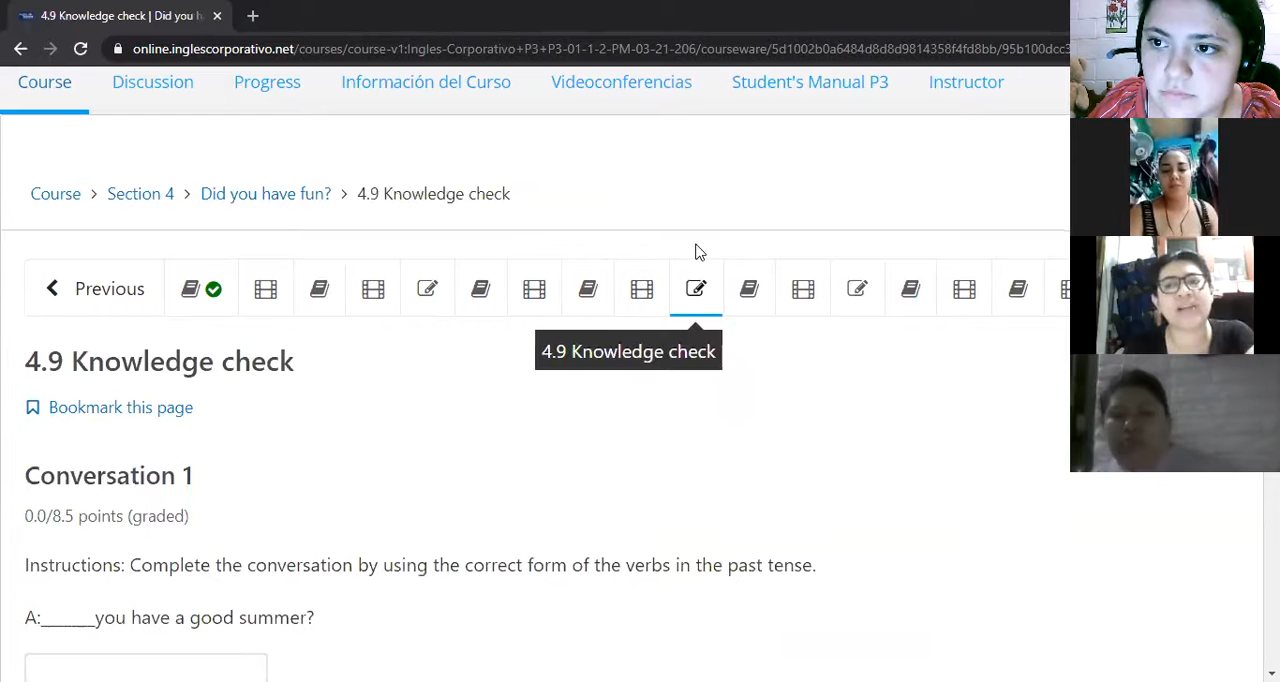 4.9 Knowledge check | Did you h
online.inglescorporativo.net/courses/course-v1:Ingles-Corporativo+P3+P3-01-1-2-PM-03-21-206/courseware/5d1002b0a6484d8d8d9814358f4fd8bb/95b100dcc3
Course Discussion Progress Información del Curso Videoconferencias Student's Manual P3 Instructor
Course > Section 4 > Did you have fun? > 4.9 Knowledge check
Previous
4.9 Knowledge check
4.9 Knowledge check
Bookmark this page
Conversation 1
0.0/8.5 points (graded)
Instructions: Complete the conversation by using the correct form of the verbs in the past tense.
A:______you have a good summer?